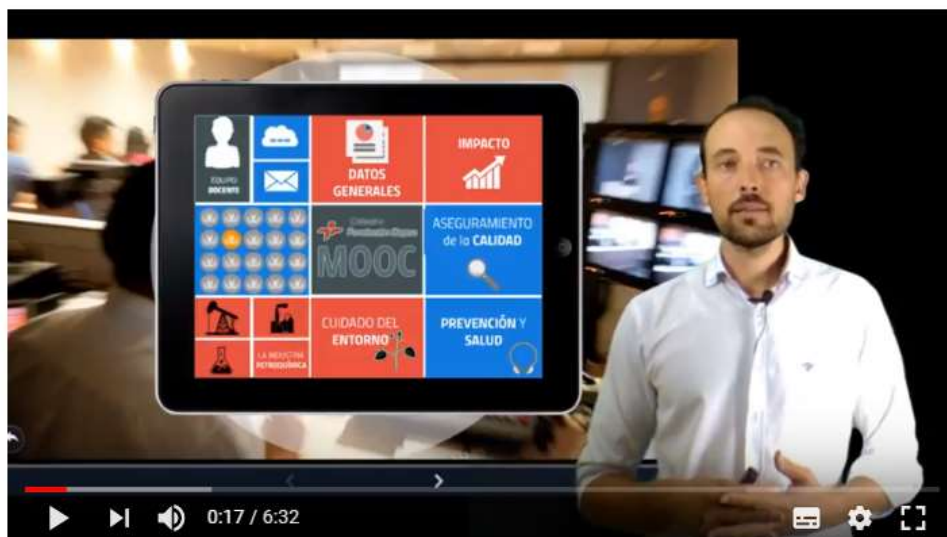 EQUIPO
DOCENTE
DATOS
GENERALES
IMPACTO
MOOC
ASEGURAMIENTO
de la CALIDAD
LA INDUSTRIA
PETROQUÍMICA
CUIDADO DEL
ENTORNO
PREVENCIÓN Y
SALUD
0:17 / 6:32